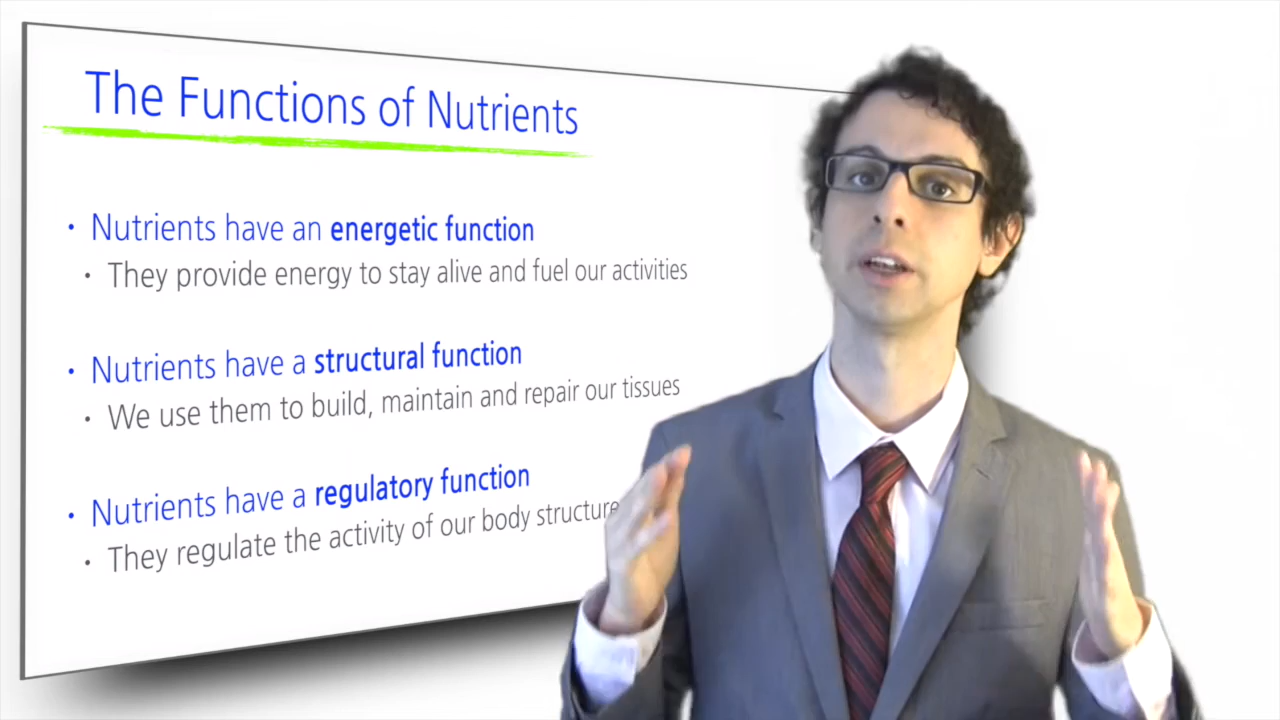 The Functions of Nutrients
• Nutrients have an energetic function
• They provide energy to stay alive and fuel our activities
• Nutrients have a structural function
• We use them to build, maintain and repair our tissues
• Nutrients have a regulatory function
• They regulate the activity of our body structure